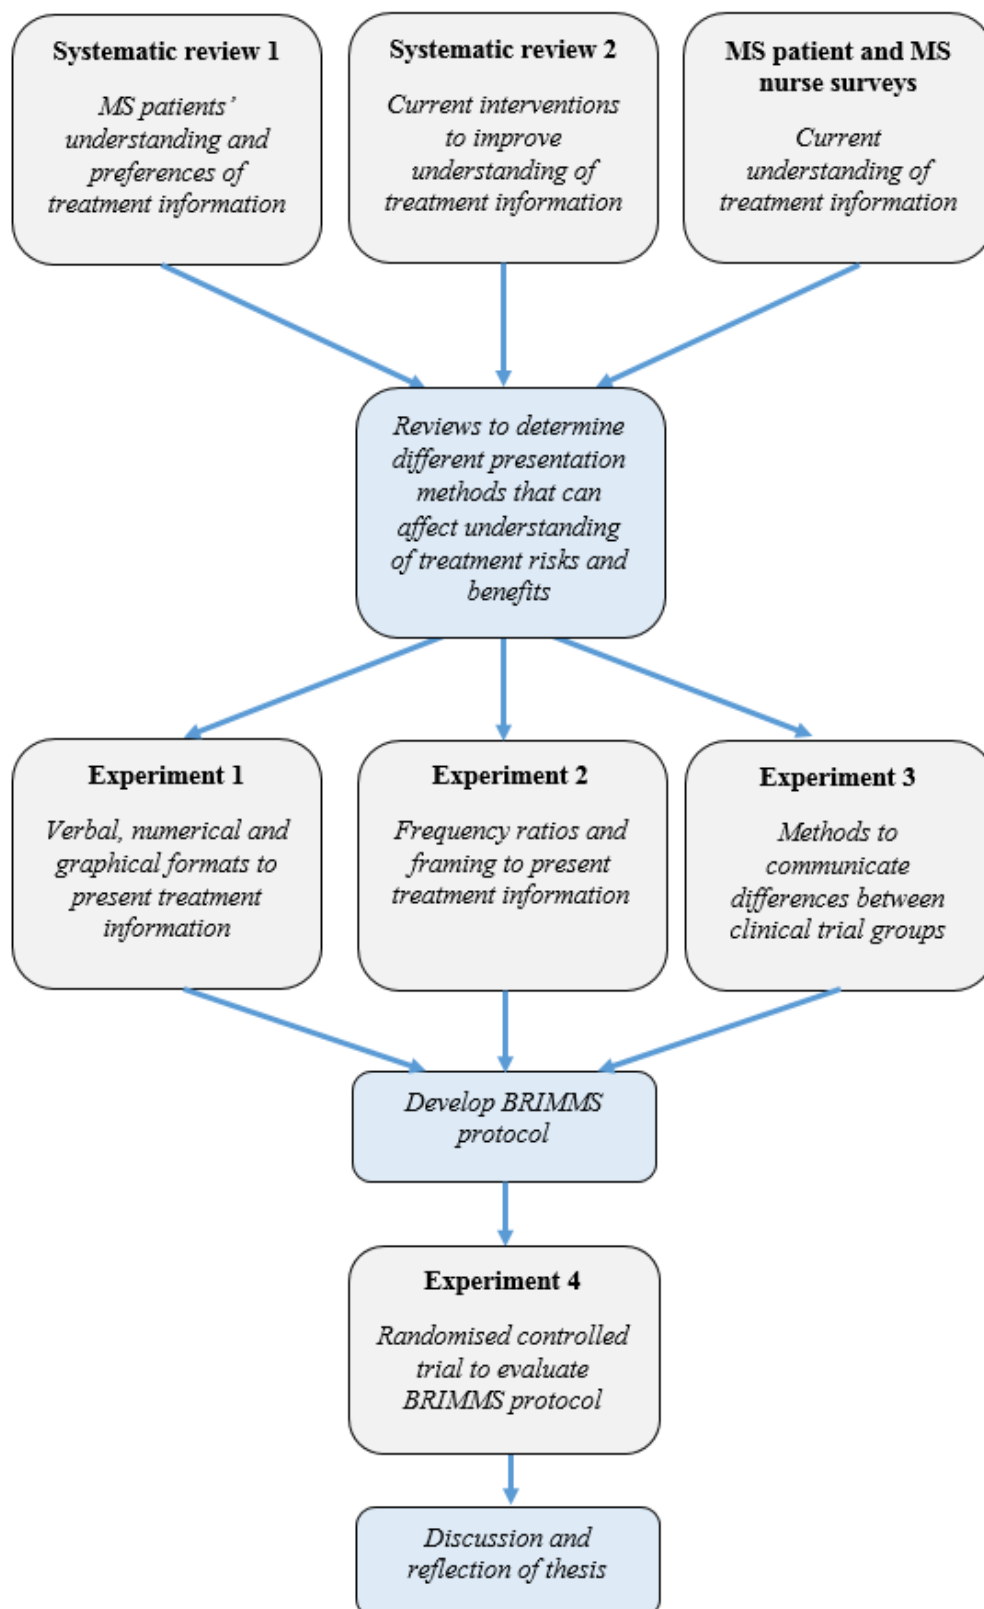 Systematic review 1
MS patients’
understanding and
preferences of
treatment information
Systematic review 2
Current interventions
to improve
understanding of
treatment information
MS patient and MS
nurse surveys
Current
understanding of
treatment information
Reviews to determine
different presentation
methods that can
affect understanding
of treatment risks and
benefits
Experiment 1
Verbal, numerical and
graphical formats to
present treatment
information
Experiment 2
Frequency ratios and
framing to present
treatment information
Experiment 3
Methods to
communicate
differences between
clinical trial groups
Develop BRIMMS
protocol
Experiment 4
Randomised controlled
trial to evaluate
BRIMMS protocol
Discussion and
reflection of thesis